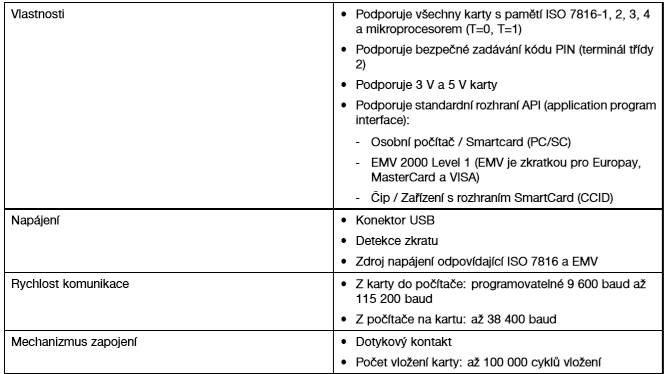 Vlastnosti
• Podporuje všechny karty s pamětí ISO 7816-1, 2, 3, 4
a mikroprocesorem (T=0, T=1)
• Podporuje bezpečné zadávání kódu PIN (terminál třídy
2)
• Podporuje 3 V a 5 V karty
• Podporuje standardní rozhraní API (application program
interface):
- Osobní počítač / Smartcard (PC/SC)
- EMV 2000 Level 1 (EMV je zkratkou pro Europay,
MasterCard a VISA)
- Čip / Zařízení s rozhraním SmartCard (CCID)
Napájení
• Konektor USB
• Detekce zkratu
• Zdroj napájení odpovídající ISO 7816 a EMV
Rychlost komunikace
• Z karty do počítače: programovatelné 9 600 baud až
115 200 baud
• Z počítače na kartu: až 38 400 baud
Mechanizmus zapojení
• Dotykový kontakt
• Počet vložení karty: až 100 000 cyklů vložení